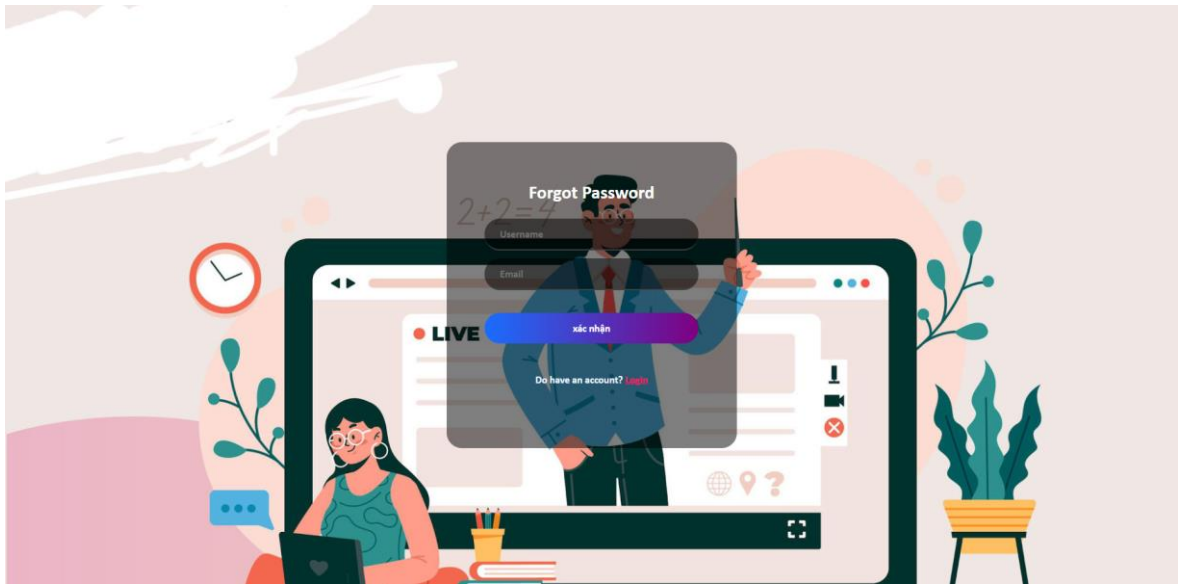 Forgot Password
2+2=4
Username
Email
LIVE
xác nhận
Do have an account? Login
?